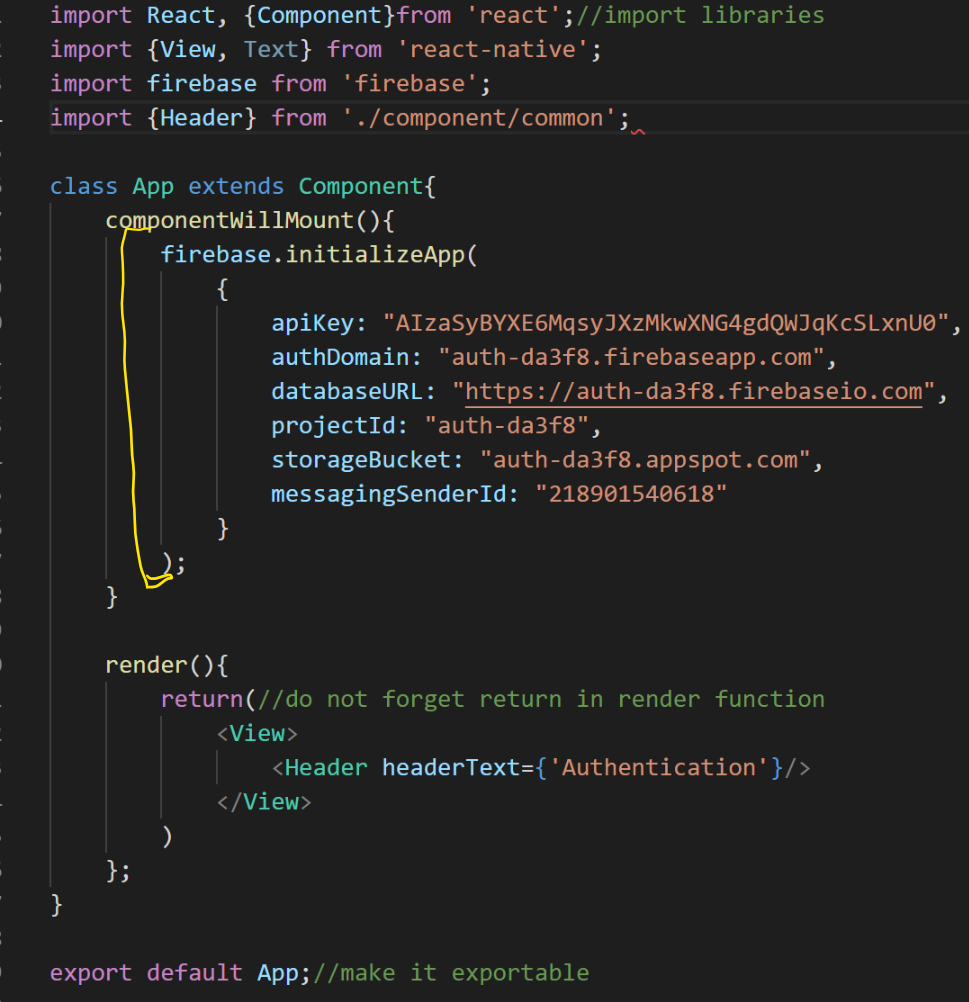 import React, {Component}from 'react';//import libraries
import {View, Text} from 'react-native';
import firebase from 'firebase';
import {Header} from './component/common';
class App extends Component{
componentWillMount(){
firebase.initializeApp(
{
apiKey: "AIzaSyBYXE6MqsyJXzMkwXNG4gdQWJqKcSLxnU0",
authDomain: "auth-da3f8.firebaseapp.com",
databaseURL: "https://auth-da3f8.firebaseio.com",
projectId: "auth-da3f8",
storageBucket: "auth-da3f8.appspot.com",
messagingSenderId: "218901540618"
}
);
}
render(){
return(//do not forget return in render function
<View>
<Header headerText={'Authentication'}/>
</View>
)
};
}
export default App;//make it exportable